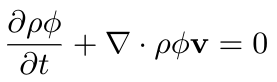 ∂ρϕ/∂t + ∇ · ρϕ𝐯 = 0